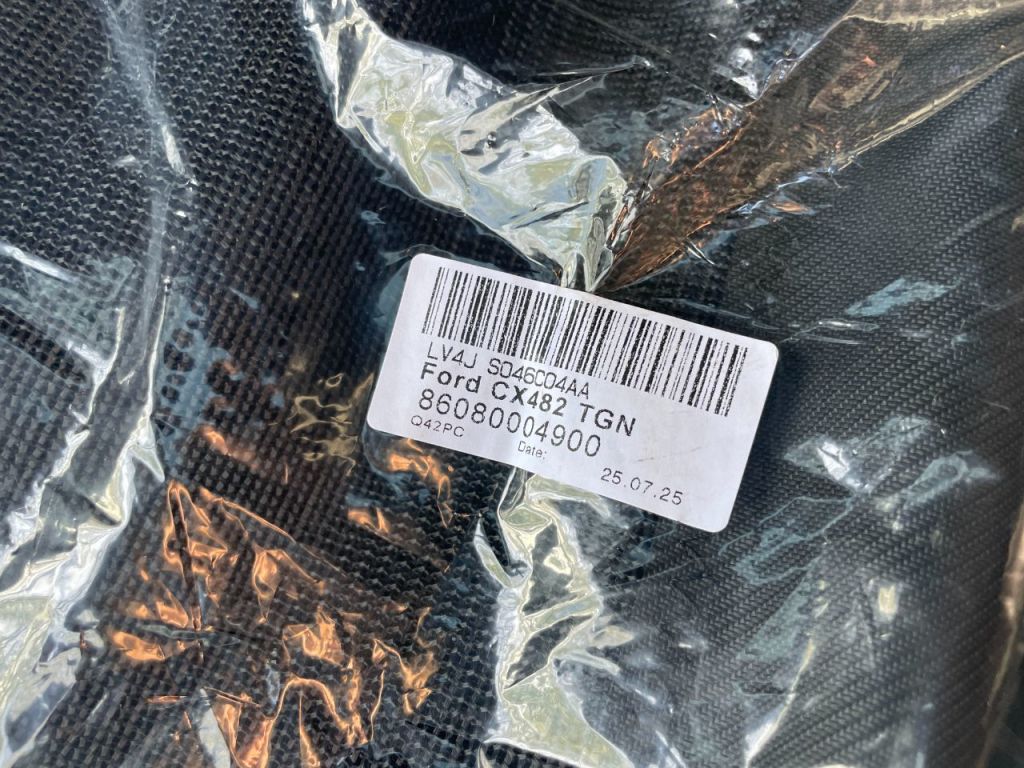 LV4J S046C04AA
Ford CX482 TGN
86080004900
Q42PC Date: 25.07.25